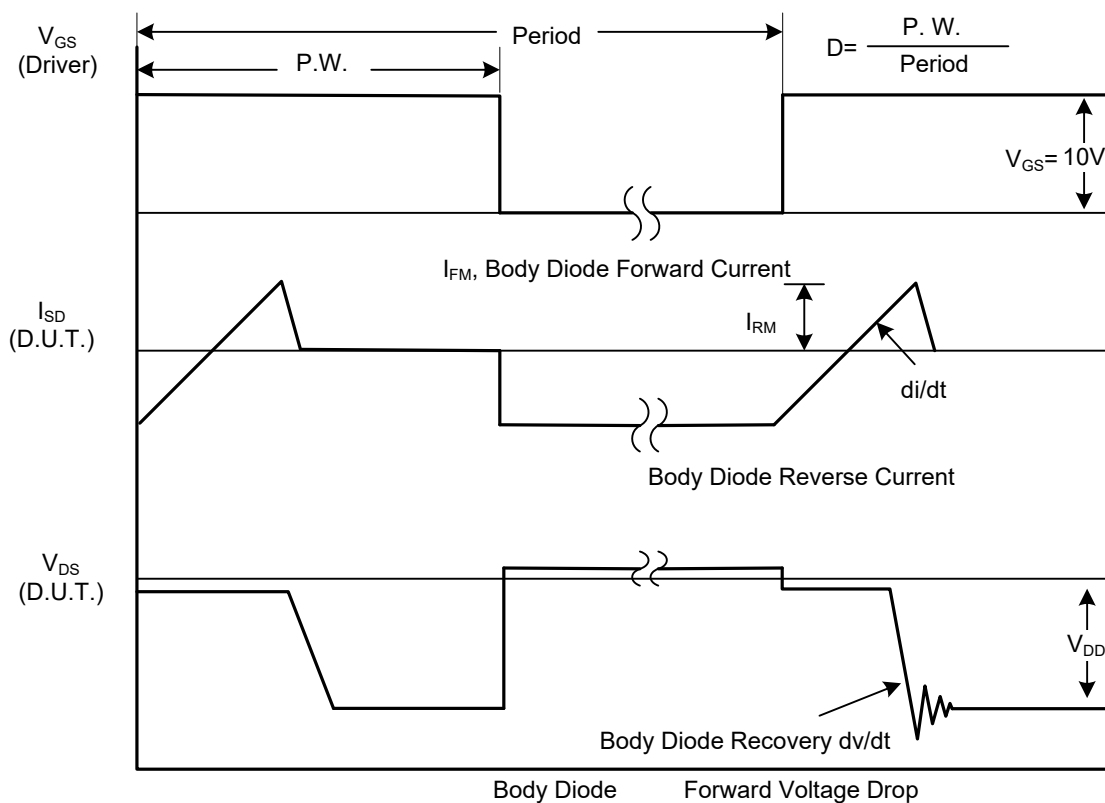 V_GS
(Driver)
Period
P.W.
D= P. W.
Period
V_GS= 10V
I_FM, Body Diode Forward Current
I_SD
(D.U.T.)
I_RM
di/dt
Body Diode Reverse Current
V_DS
(D.U.T.)
V_DD
Body Diode Recovery dv/dt
Body Diode Forward Voltage Drop